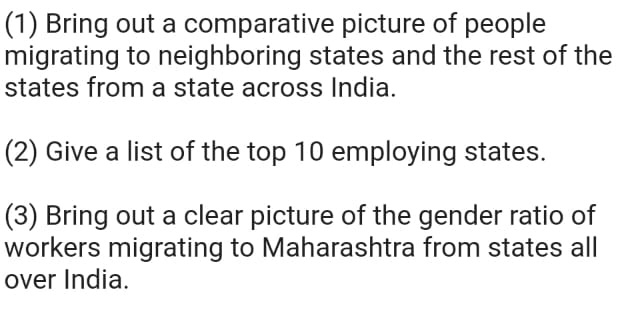 (1) Bring out a comparative picture of people
migrating to neighboring states and the rest of the
states from a state across India.
(2) Give a list of the top 10 employing states.
(3) Bring out a clear picture of the gender ratio of
workers migrating to Maharashtra from states all
over India.